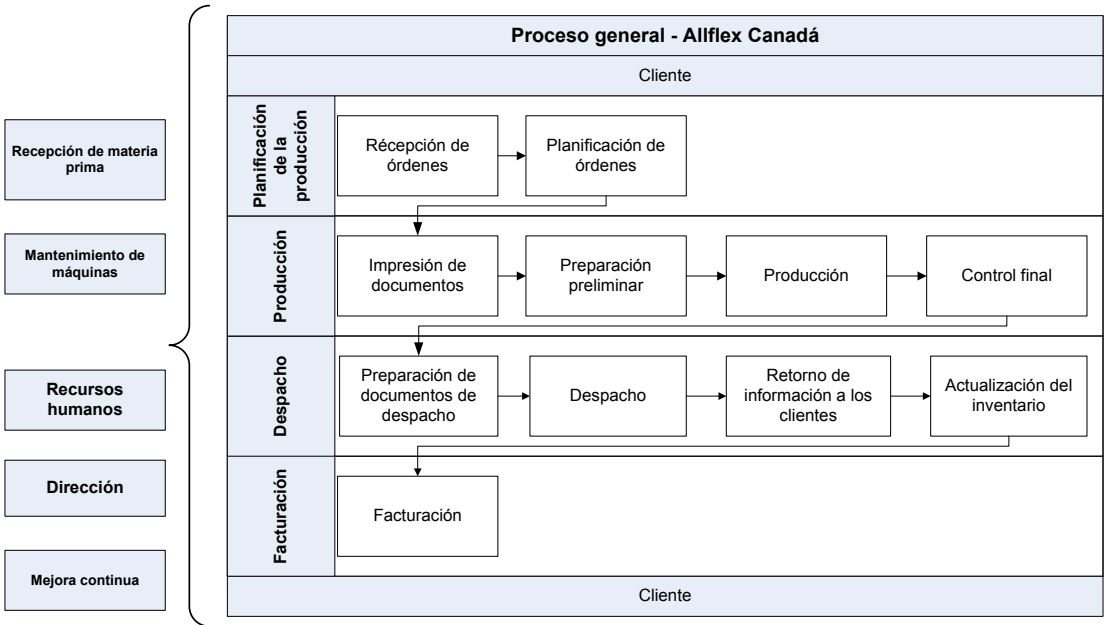 Proceso general - Allflex Canadá
Cliente
Recepción de materia
prima
Mantenimiento de
máquinas
Recursos
humanos
Dirección
Mejora continua
Planificación
de la
producción
Récepción de
órdenes
Planificación de
órdenes
Producción
Impresión de
documentos
Preparación
preliminar
Producción
Control final
Despacho
Preparación de
documentos de
despacho
Despacho
Retorno de
información a los
clientes
Actualización del
inventario
Facturación
Facturación
Cliente